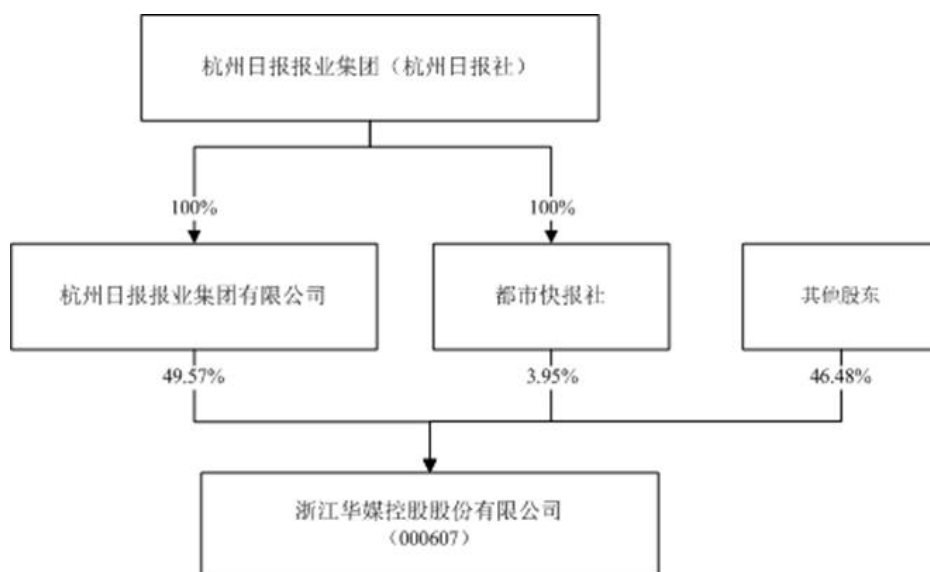 杭州日报报业集团（杭州日报社）
100%
100%
杭州日报报业集团有限公司
都市快报社
其他股东
49.57%
3.95%
46.48%
浙江华媒控股股份有限公司
（000607）